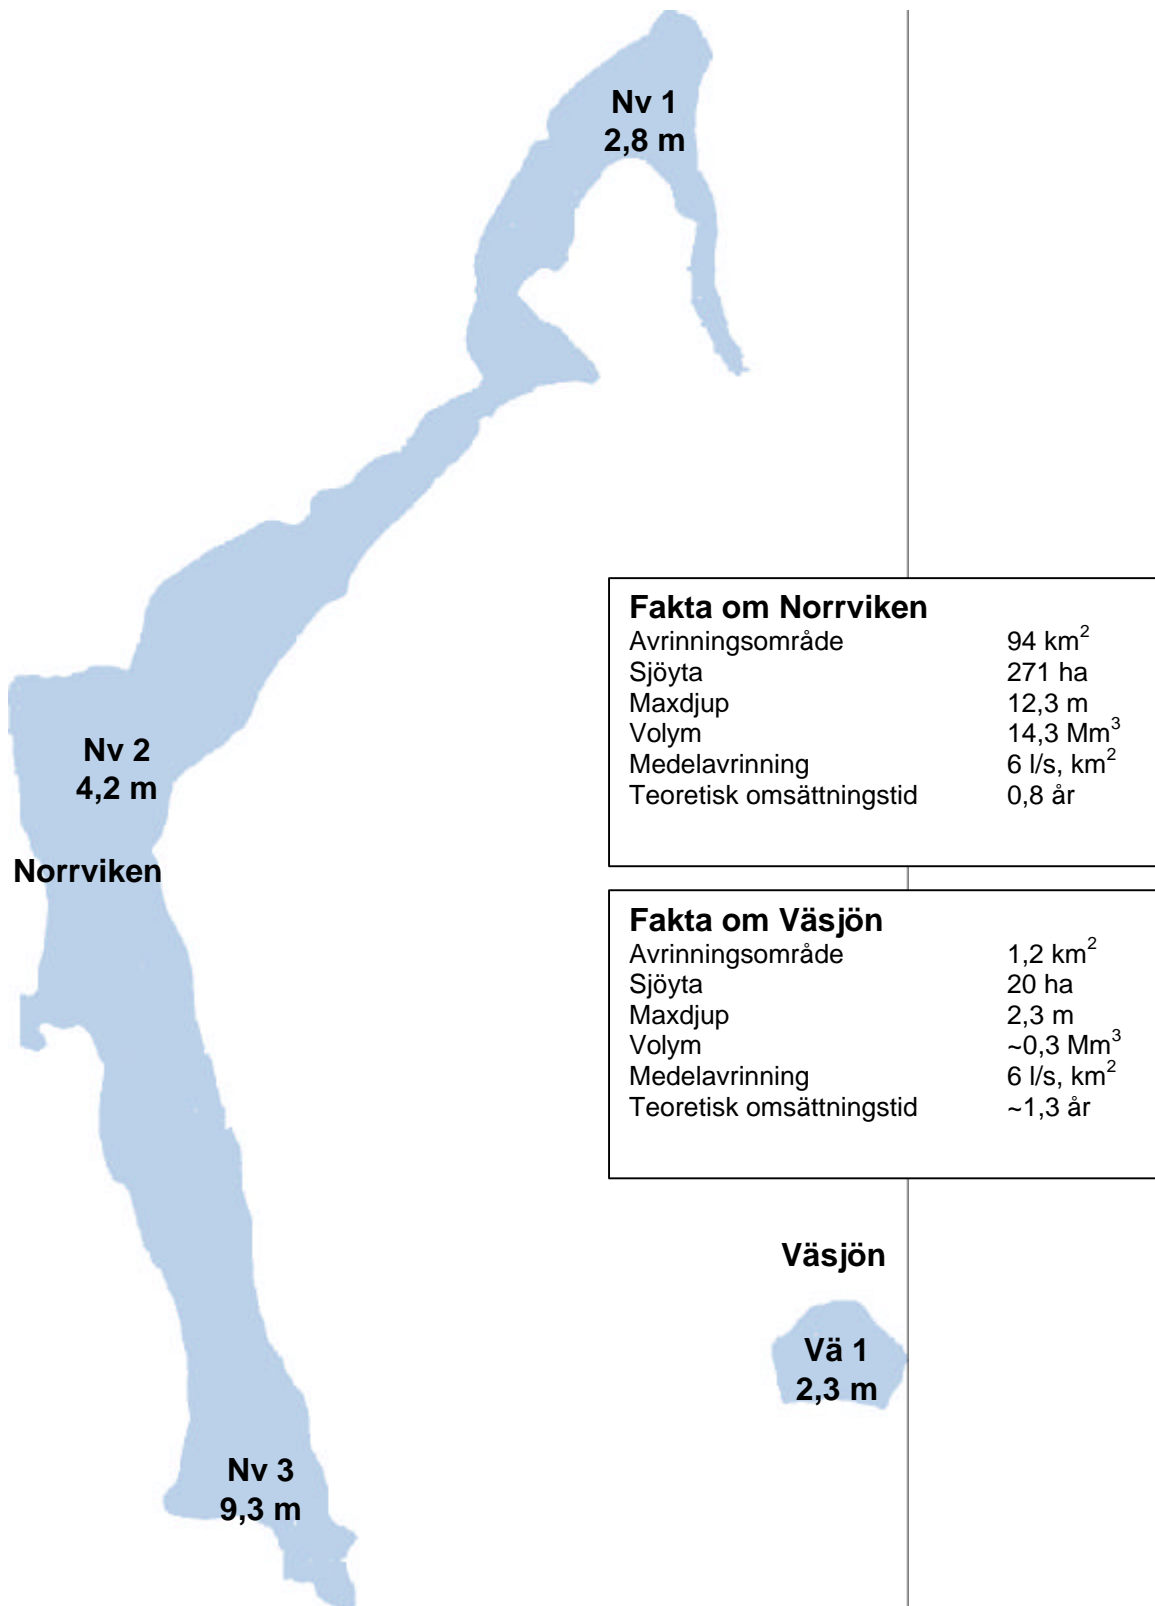 Nv 1
2,8 m
Nv 2
4,2 m
Norrviken
Fakta om Norrviken
Avrinningsområde 94 km²
Sjöyta 271 ha
Maxdjup 12,3 m
Volym 14,3 Mm³
Medelavrinning 6 l/s, km²
Teoretisk omsättningstid 0,8 år
Fakta om Väsjön
Avrinningsområde 1,2 km²
Sjöyta 20 ha
Maxdjup 2,3 m
Volym ~0,3 Mm³
Medelavrinning 6 l/s, km²
Teoretisk omsättningstid ~1,3 år
Väsjön
Vä 1
2,3 m
Nv 3
9,3 m